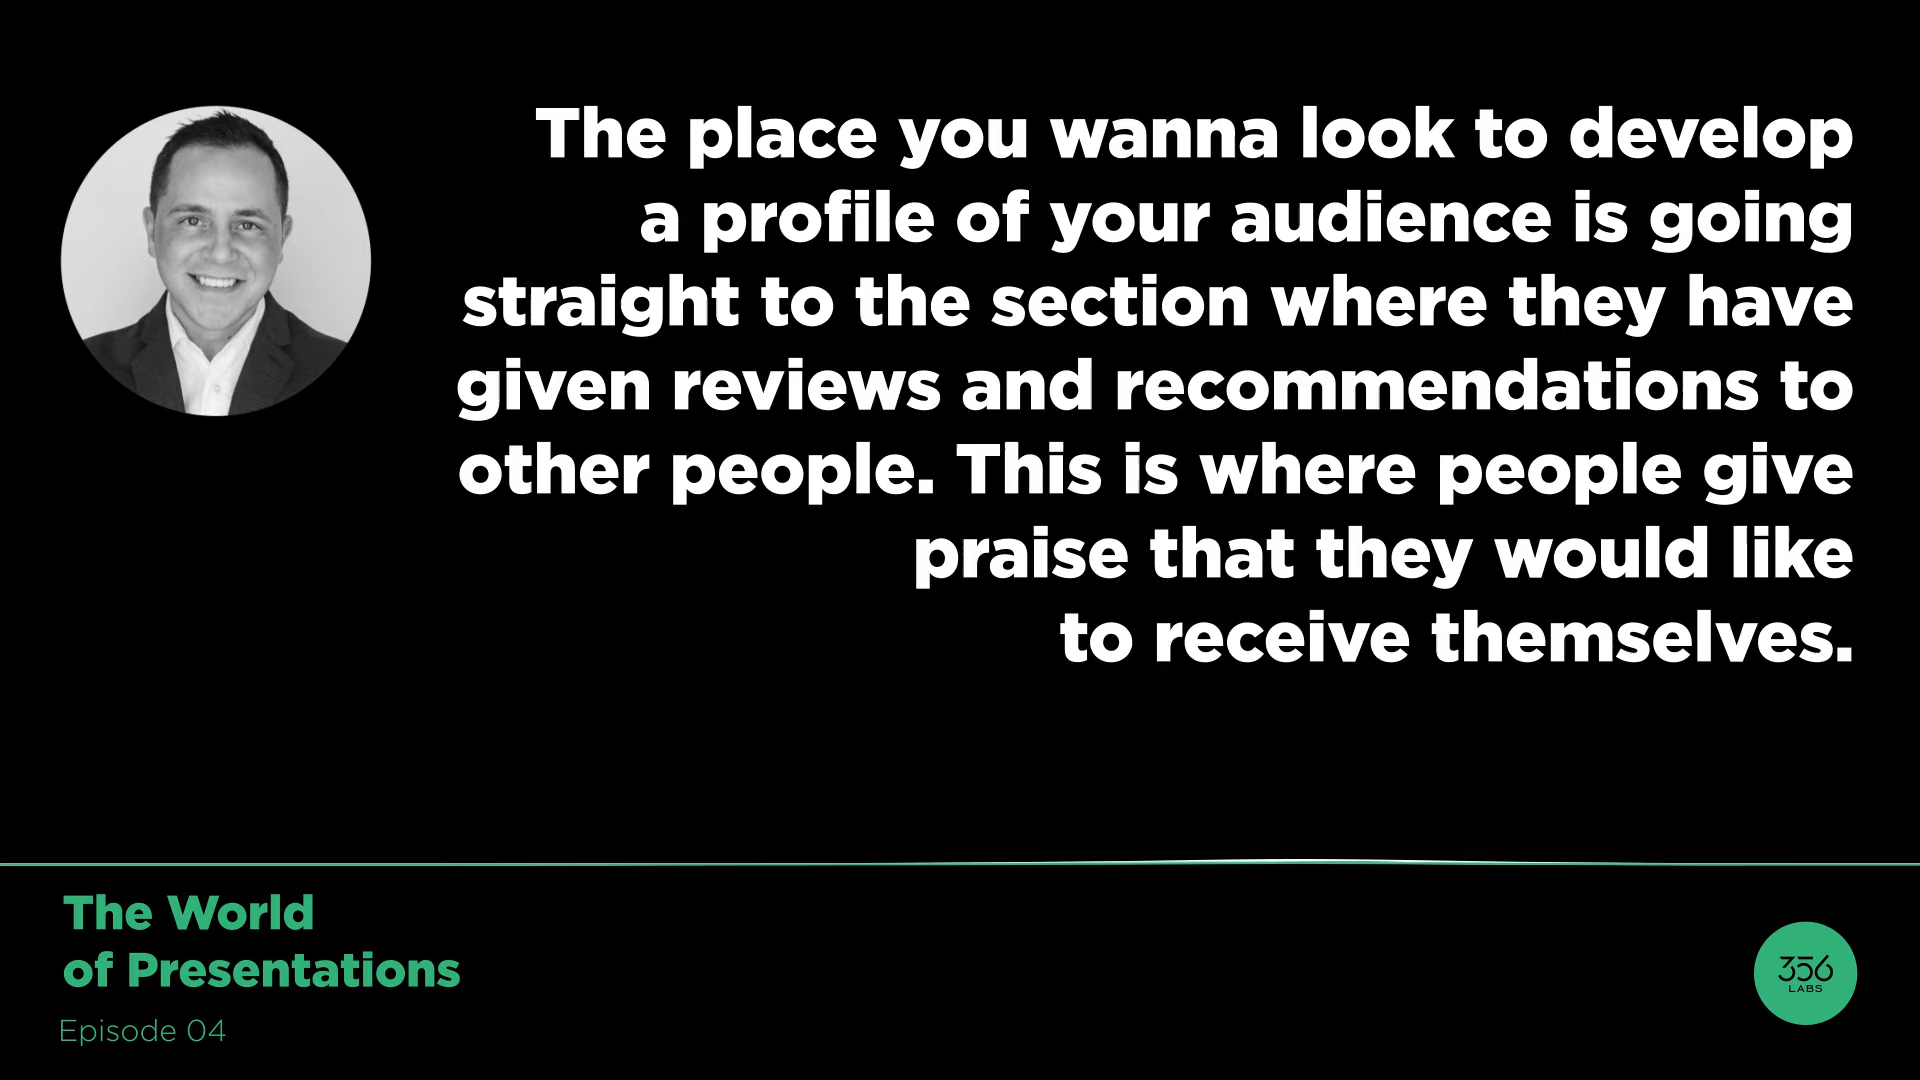 The place you wanna look to develop
a profile of your audience is going
straight to the section where they have
given reviews and recommendations to
other people. This is where people give
praise that they would like
to receive themselves.
The World
of Presentations
Episode 04
356
LABS